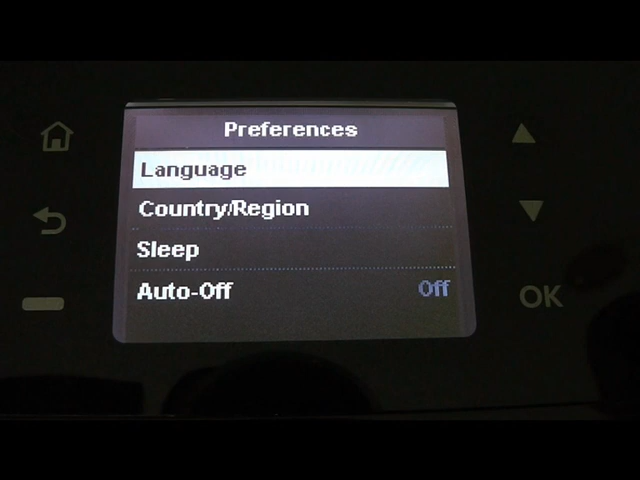 Preferences
Language
Country/Region
Sleep
Auto-Off Off
OK